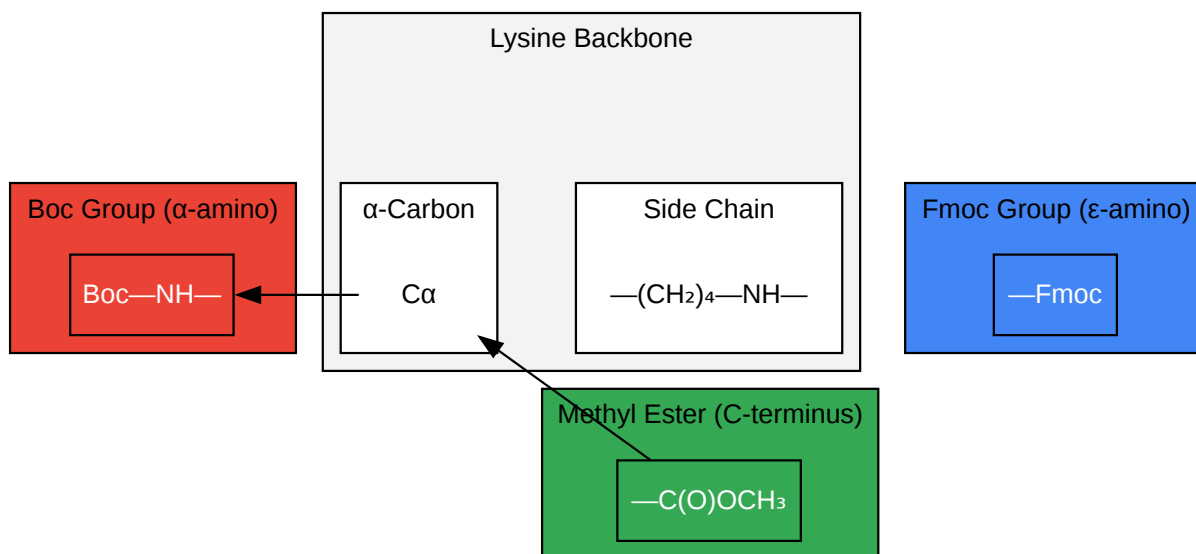 Lysine Backbone
Boc Group (α-amino)
α-Carbon
Side Chain
Fmoc Group (ε-amino)
Boc—NH—
Cα
—(CH₂)₄—NH—
—Fmoc
Methyl Ester (C-terminus)
—C(O)OCH₃